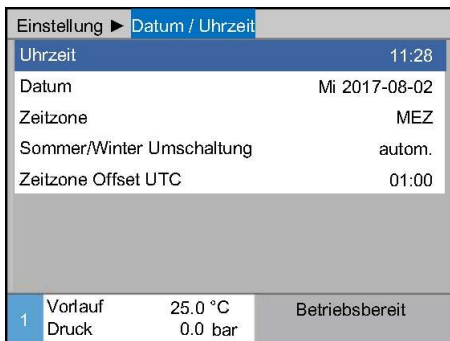 Einstellung ► Datum / Uhrzeit
Uhrzeit 11:28
Datum Mi 2017-08-02
Zeitzone MEZ
Sommer/Winter Umschaltung autom.
Zeitzone Offset UTC 01:00
1 Vorlauf 25.0 °C Betriebsbereit
Druck 0.0 bar